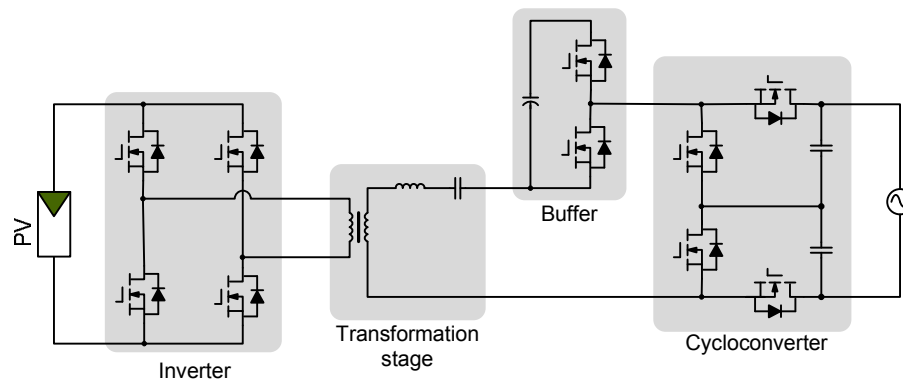 PV
Inverter
Transformation
stage
Buffer
Cycloconverter